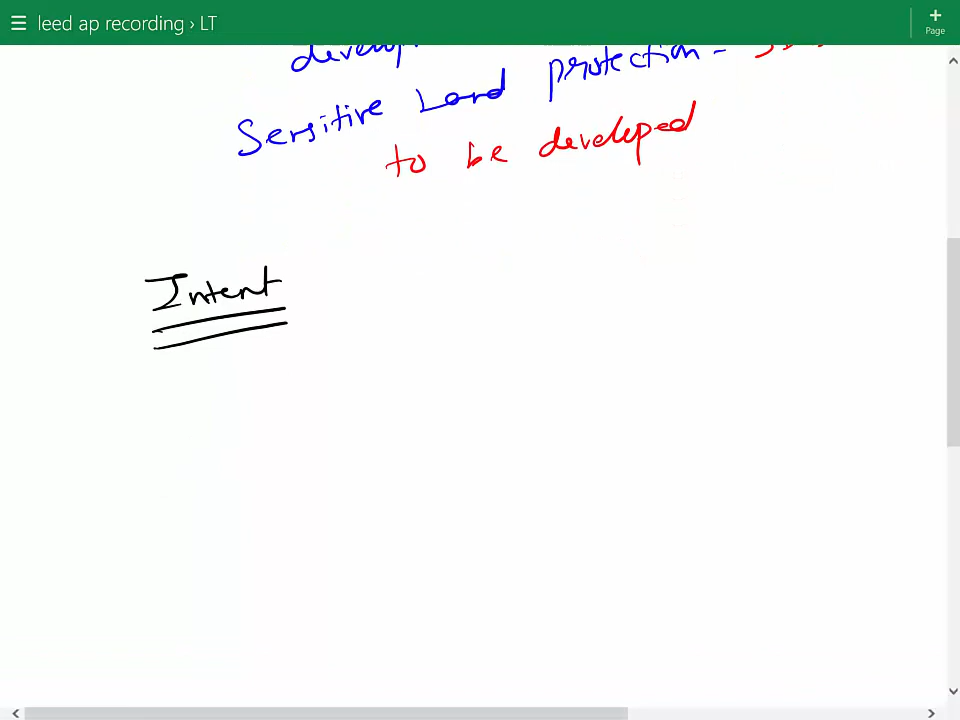 leed ap recording › LT
Page
Sensitive Land protection -
to be developed
Intent